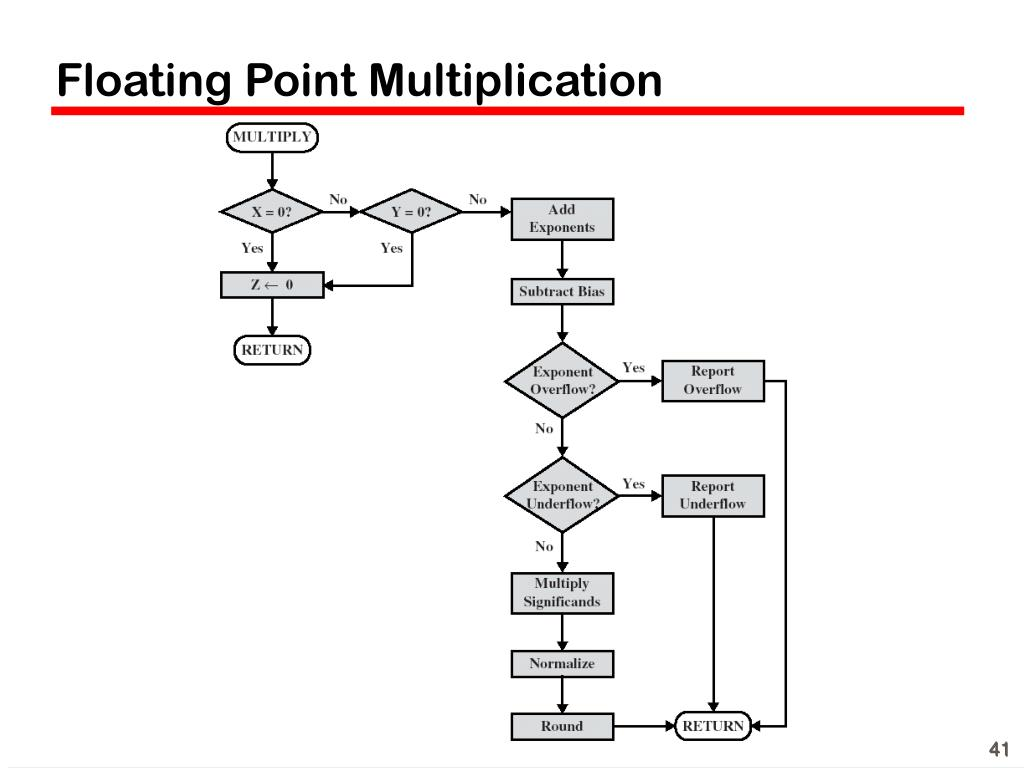 Floating Point Multiplication
MULTIPLY
X = 0?
No
Y = 0?
No
Add
Exponents
Yes
Yes
Z ← 0
Subtract Bias
RETURN
Exponent
Overflow?
Yes
Report
Overflow
No
Exponent
Underflow?
Yes
Report
Underflow
No
Multiply
Significands
Normalize
Round
RETURN
41